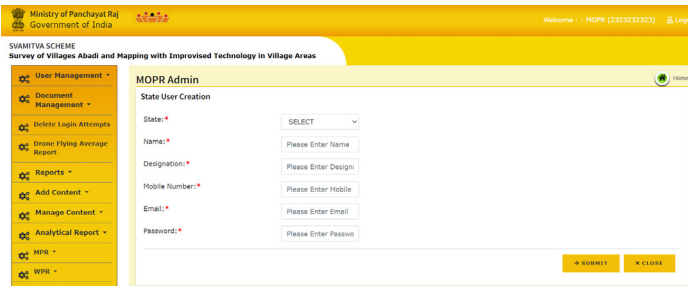 Ministry of Panchayat Raj
Government of India
Welcome : : MOPR (2323232323) Log
SVAMITVA SCHEME
Survey of Villages Abadi and Mapping with Improvised Technology in Village Areas
User Management
Document
Management
Delete Login Attempts
Drone Flying Average
Report
Reports
Add Content
Manage Content
Analytical Report
MPR
WPR
MOPR Admin
Home
State User Creation
State:*
SELECT
Name:*
Please Enter Name
Designation:*
Please Enter Design
Mobile Number:*
Please Enter Mobile
Email:*
Please Enter Email
Password:*
Please Enter Passwo
→ SUBMIT
× CLOSE